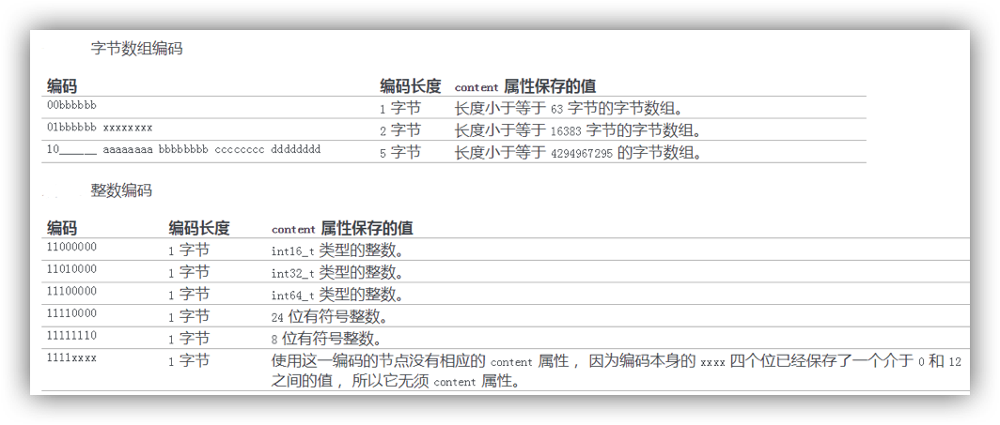 字节数组编码
编码 编码长度 content 属性保存的值
00bbbbbb 1 字节 长度小于等于 63 字节的字节数组。
01bbbbbb xxxxxxxx 2 字节 长度小于等于 16383 字节的字节数组。
10______ aaaaaaaa bbbbbbbb cccccccc dddddddd 5 字节 长度小于等于 4294967295 的字节数组。
整数编码
编码 编码长度 content 属性保存的值
11000000 1 字节 int16_t 类型的整数。
11010000 1 字节 int32_t 类型的整数。
11100000 1 字节 int64_t 类型的整数。
11110000 1 字节 24 位有符号整数。
11111110 1 字节 8 位有符号整数。
1111xxxx 1 字节 使用这一编码的节点没有相应的 content 属性，因为编码本身的 xxxx 四个位已经保存了一个介于 0 和 12
之间的值，所以它无须 content 属性。